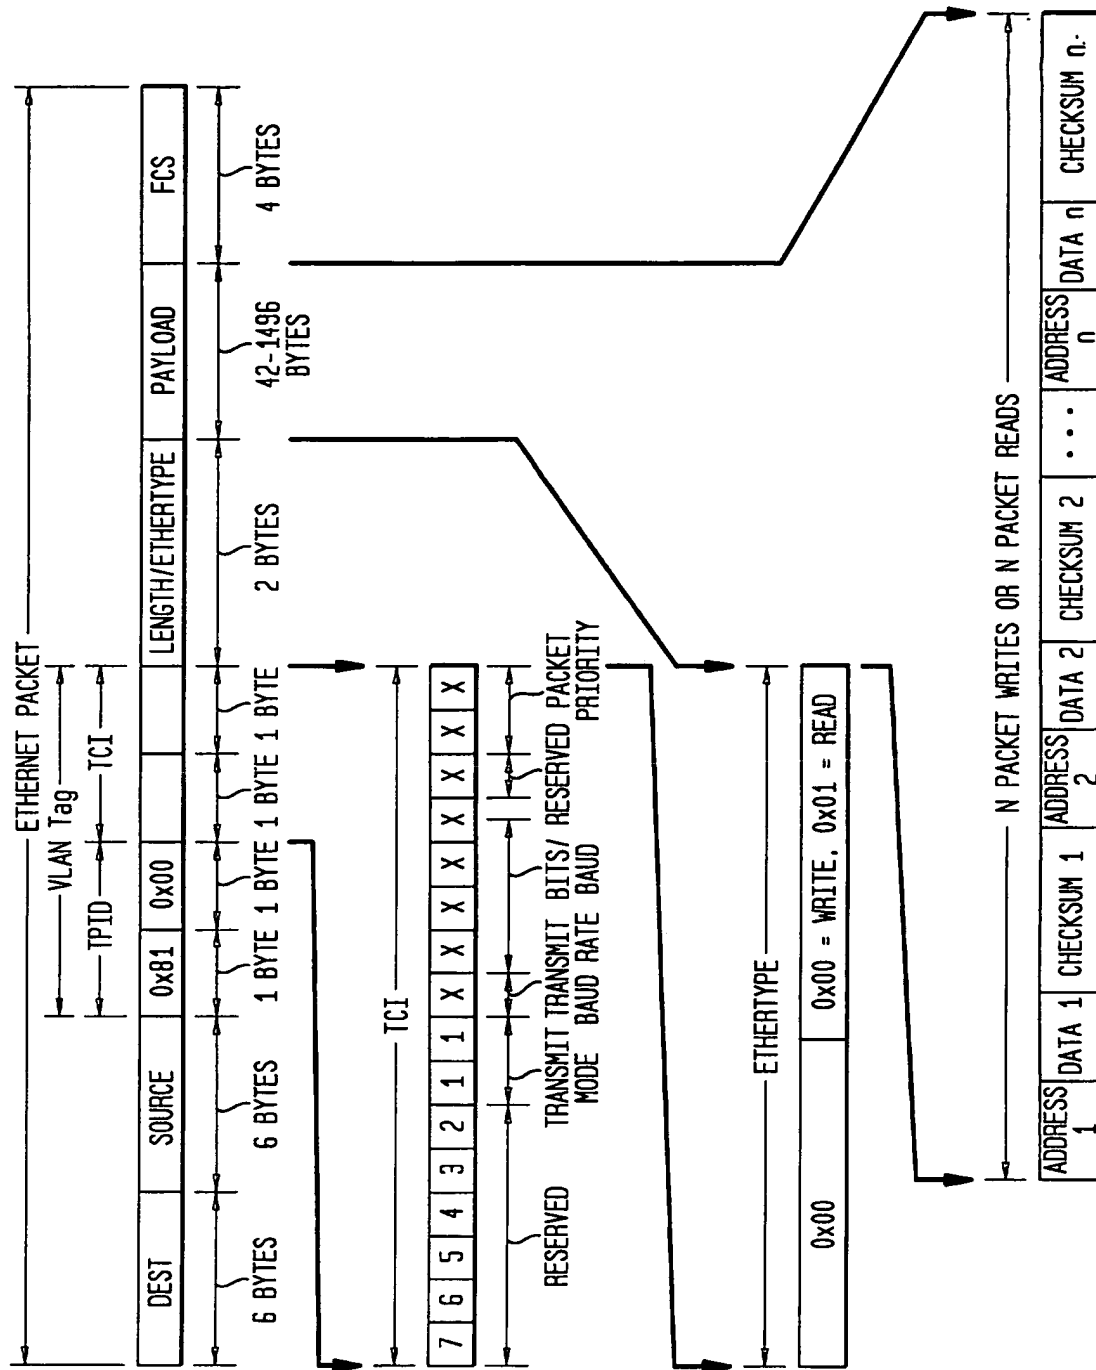 ETHERNET PACKET
VLAN Tag
TPID TCI
DEST SOURCE 0x81 0x00 LENGTH/ETHERTYPE PAYLOAD FCS
6 BYTES 6 BYTES 1 BYTE 1 BYTE 1 BYTE 1 BYTE 2 BYTES 42-1496 4 BYTES
BYTES
TCI
7 6 5 4 3 2 1 1 X X X X X X X X
RESERVED TRANSMIT TRANSMIT BITS/ RESERVED PACKET
MODE BAUD RATE BAUD PRIORITY
ETHERTYPE
0x00 0x00 = WRITE, 0x01 = READ
N PACKET WRITES OR N PACKET READS
ADDRESS DATA 1 CHECKSUM 1 ADDRESS DATA 2 CHECKSUM 2 ... ADDRESS DATA n CHECKSUM n.
1 2 n